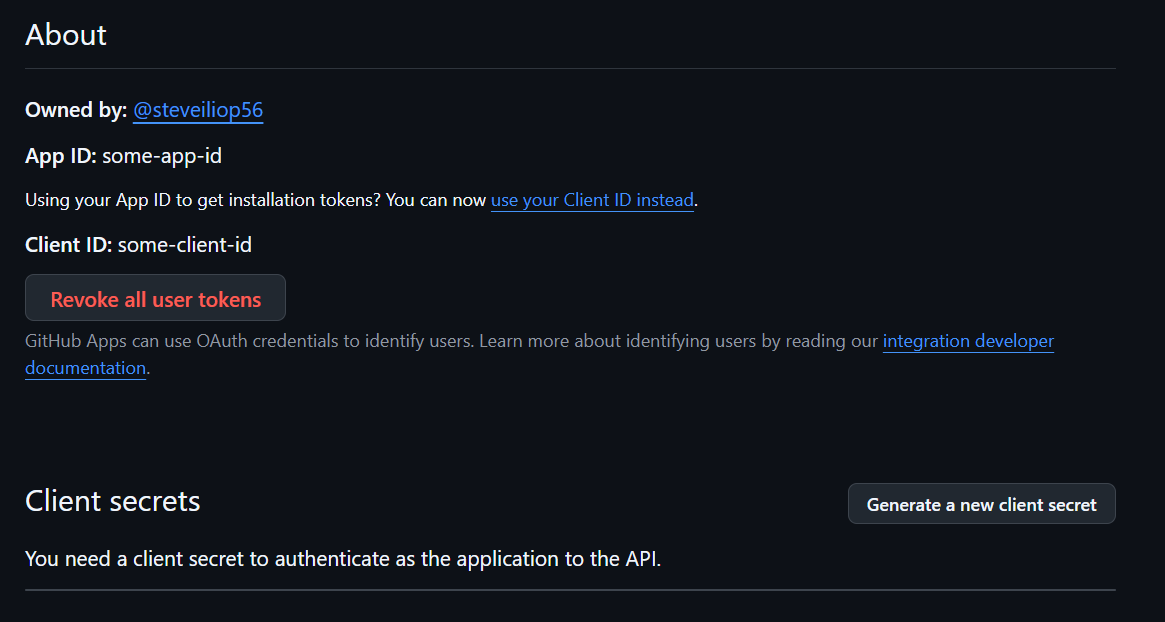 About
Owned by: @steveiliop56
App ID: some-app-id
Using your App ID to get installation tokens? You can now use your Client ID instead.
Client ID: some-client-id
Revoke all user tokens
GitHub Apps can use OAuth credentials to identify users. Learn more about identifying users by reading our integration developer
documentation.
Client secrets
Generate a new client secret
You need a client secret to authenticate as the application to the API.